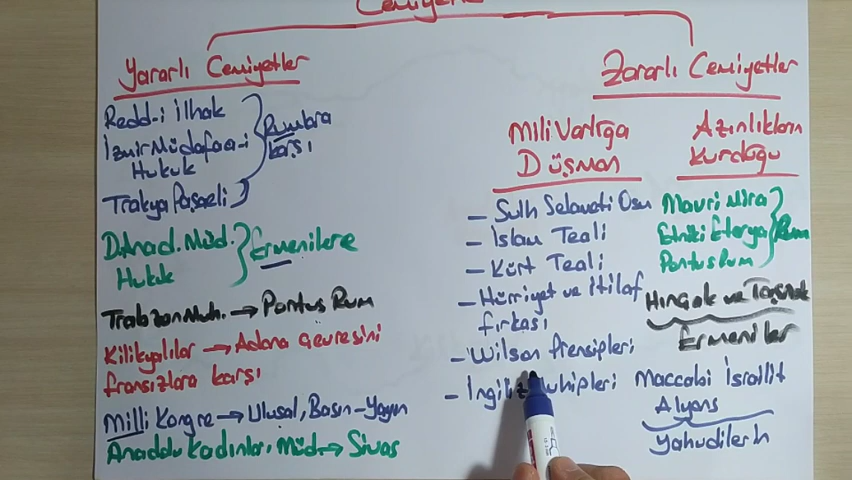 Cemiyetler
Yararlı Cemiyetler
Redd-i İlhak
İzmir Müdafaa-i
Hukuk
Trakya Paşaeli
Rumlara
karşı
D.Anad. Müd.
Hukuk
Ermenilere
Trabzon Muh. → Pontus Rum
Kilikyalılar → Adana çevresini
fransızlara karşı
Milli Kongre → Ulusal, Basın-Yayın
Anadolu Kadınları Müd → Sivas
Zararlı Cemiyetler
Mili Varlığa
Düşman
- Sulh Selameti Osm
- İslam Teali
- Kürt Teali
- Hürriyet ve İtilaf
fırkası
- Wilson Prensipleri
- İngiliz Muhipleri
Azınlıkların
Kurduğu
Mavri Mira
Etniki Eterya
Pontus Rum
Rum
Hınçak ve Taşnak
Ermeniler
Maccabi İsrailit
Alyans
Yahudilerin